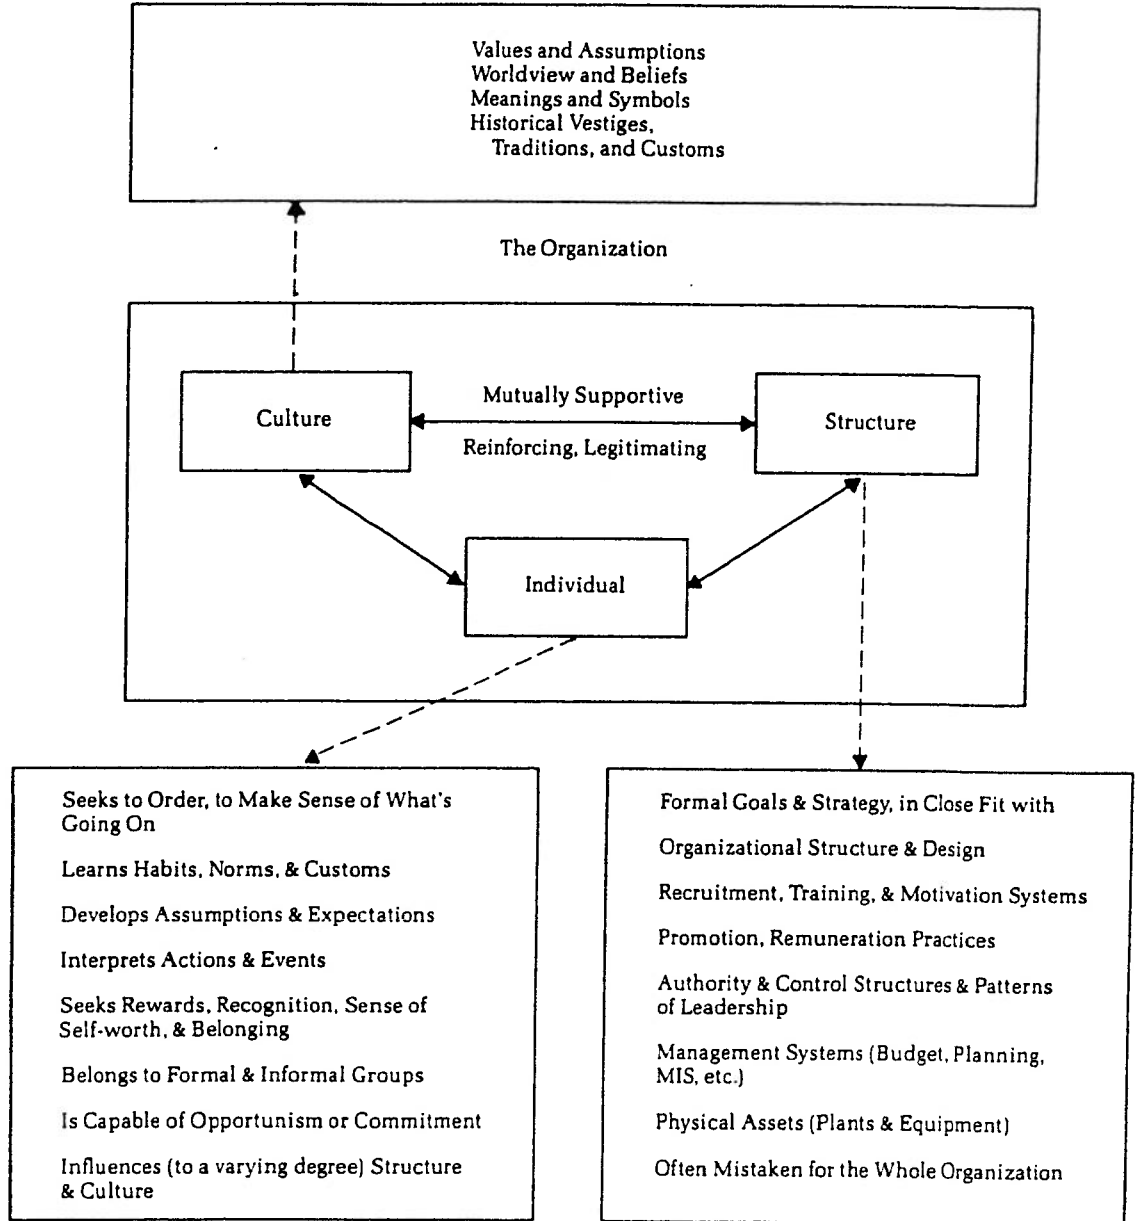 Values and Assumptions
Worldview and Beliefs
Meanings and Symbols
Historical Vestiges,
Traditions, and Customs
The Organization
Culture
Mutually Supportive
Reinforcing, Legitimating
Structure
Individual
Seeks to Order, to Make Sense of What's
Going On
Learns Habits, Norms, & Customs
Develops Assumptions & Expectations
Interprets Actions & Events
Seeks Rewards, Recognition, Sense of
Self-worth, & Belonging
Belongs to Formal & Informal Groups
Is Capable of Opportunism or Commitment
Influences (to a varying degree) Structure
& Culture
Formal Goals & Strategy, in Close Fit with
Organizational Structure & Design
Recruitment, Training, & Motivation Systems
Promotion, Remuneration Practices
Authority & Control Structures & Patterns
of Leadership
Management Systems (Budget, Planning,
MIS, etc.)
Physical Assets (Plants & Equipment)
Often Mistaken for the Whole Organization